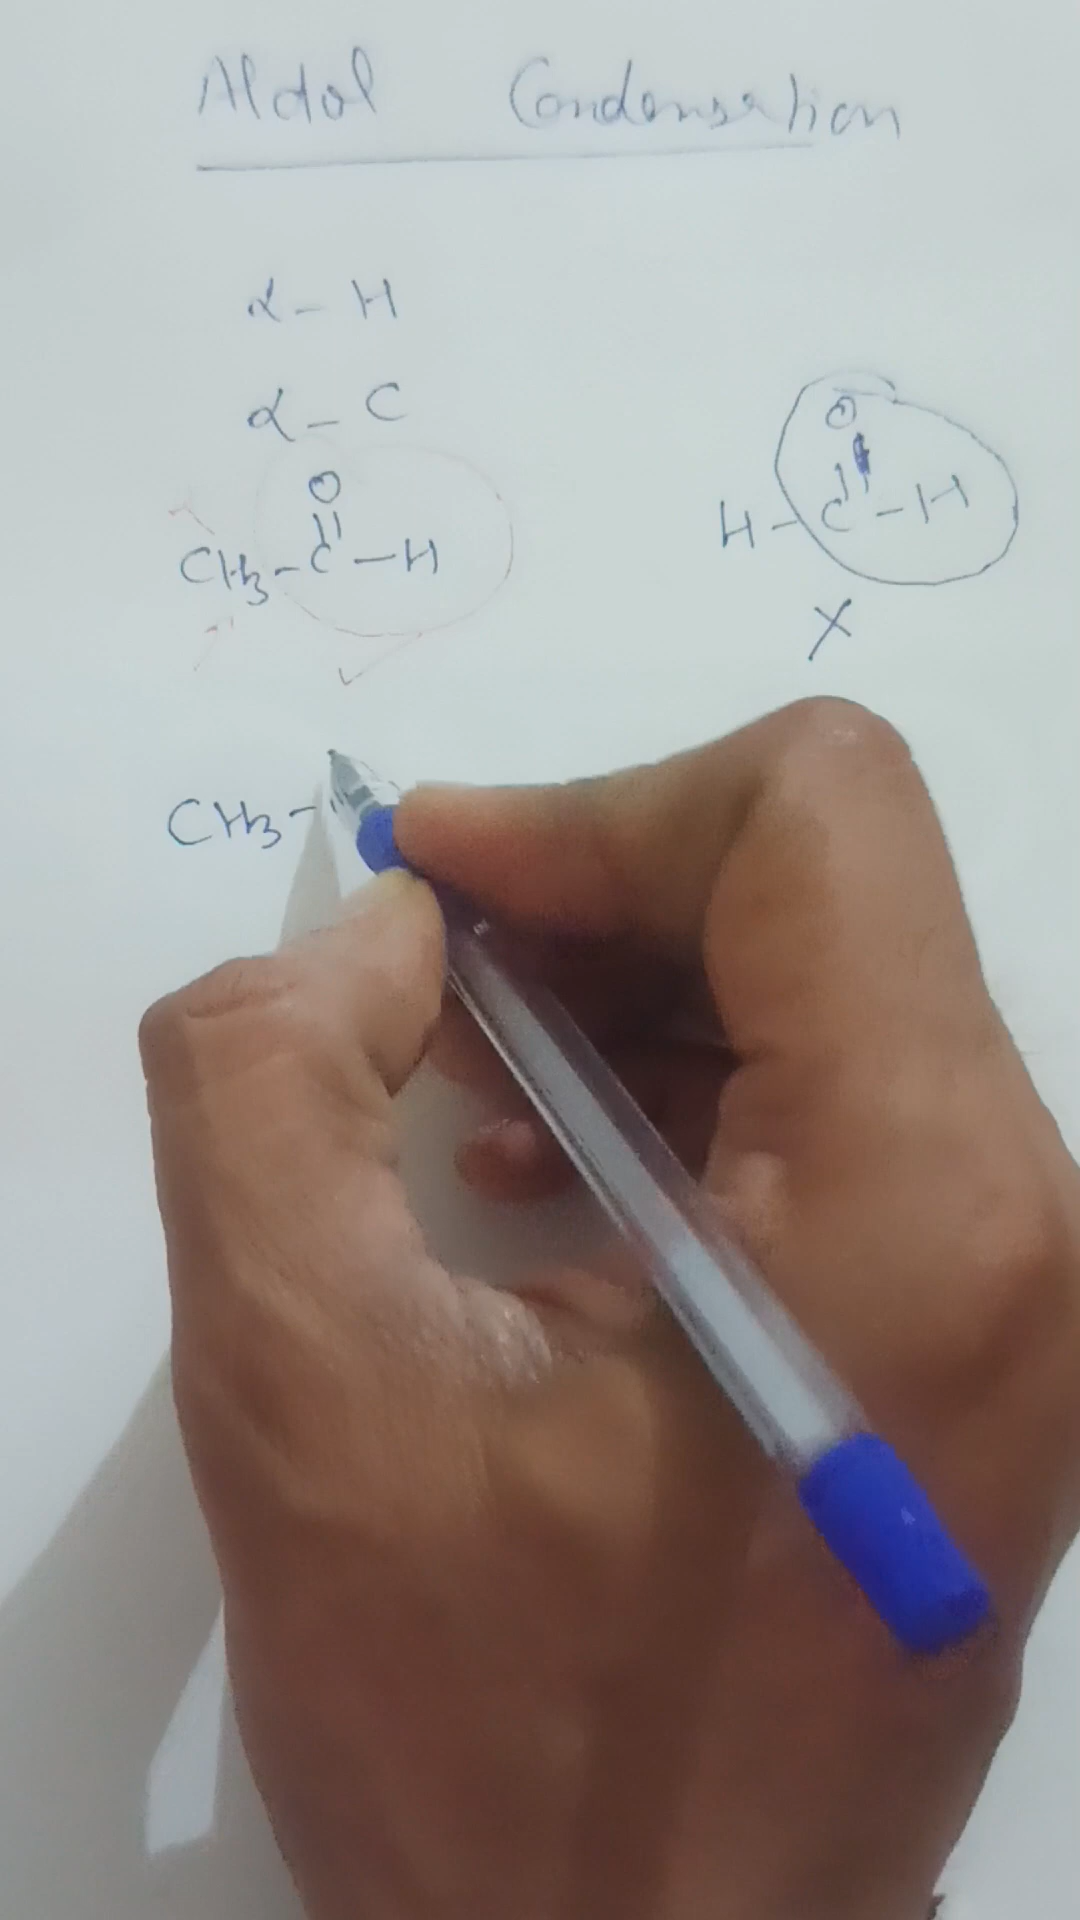 Aldol Condensation
α - H
α - C
O
||
CH3 - C - H
O
||
H - C - H
✓
X
CH3 -